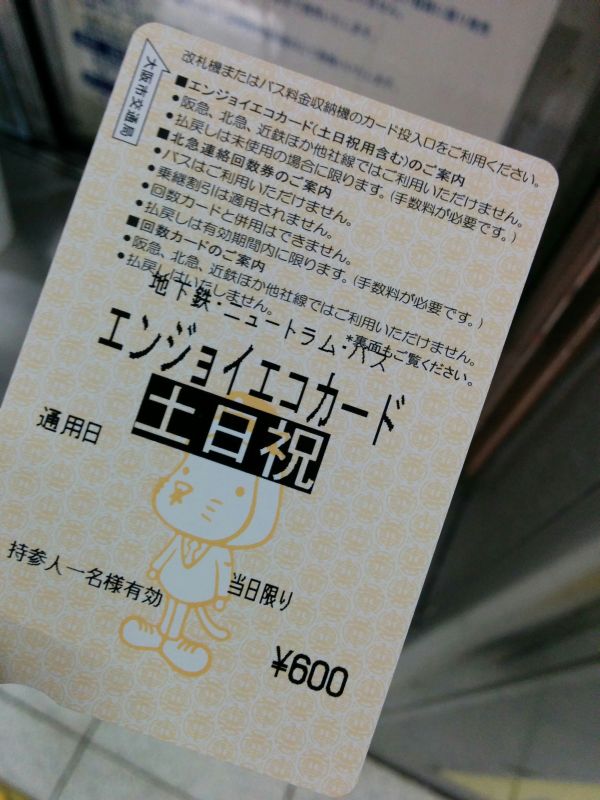 大阪市交通局
改札機またはバス料金収納機のカード投入口をご利用ください。
■エンジョイエコカード(土日祝用含む)のご案内
●阪急、北急、近鉄ほか他社線ではご利用いただけません。
●払戻しは未使用の場合に限ります。(手数料が必要です。)
■北急連絡回数券のご案内
●バスはご利用いただけません。
●乗継割引は適用されません。
●回数カードと併用はできません。
●払戻しは有効期間内に限ります。(手数料が必要です。)
■回数カードのご案内
●阪急、北急、近鉄ほか他社線ではご利用いただけません。
●払戻しはいたしません。
*裏面もご覧ください。
地下鉄・ニュートラム・バス
エンジョイエコカード
土日祝
通用日
当日限り
持参人一名様有効
¥600